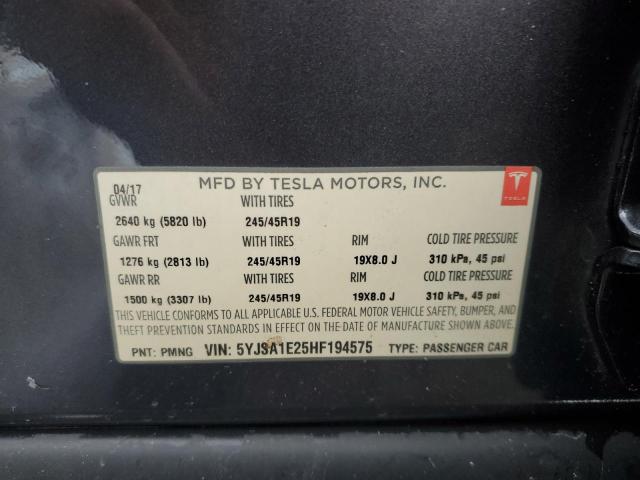 04/17 MFD BY TESLA MOTORS, INC.
TESLA
GVWR WITH TIRES
2640 kg (5820 lb) 245/45R19
GAWR FRT WITH TIRES RIM COLD TIRE PRESSURE
1276 kg (2813 lb) 245/45R19 19X8.0 J 310 kPa, 45 psi
GAWR RR WITH TIRES RIM COLD TIRE PRESSURE
1500 kg (3307 lb) 245/45R19 19X8.0 J 310 kPa, 45 psi
THIS VEHICLE CONFORMS TO ALL APPLICABLE U.S. FEDERAL MOTOR VEHICLE SAFETY, BUMPER, AND
THEFT PREVENTION STANDARDS IN EFFECT ON THE DATE OF MANUFACTURE SHOWN ABOVE.
PNT: PMNG VIN: 5YJSA1E25HF194575 TYPE: PASSENGER CAR